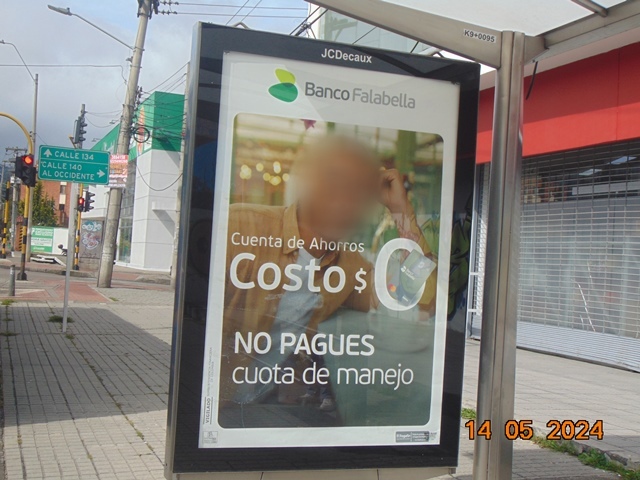 JCDecaux
K9+0095
Banco Falabella
CALLE 134
CALLE 140
AL OCCIDENTE
Cuenta de Ahorros
Costo $0
NO PAGUES
cuota de manejo
VIGILADO
14 05 2024